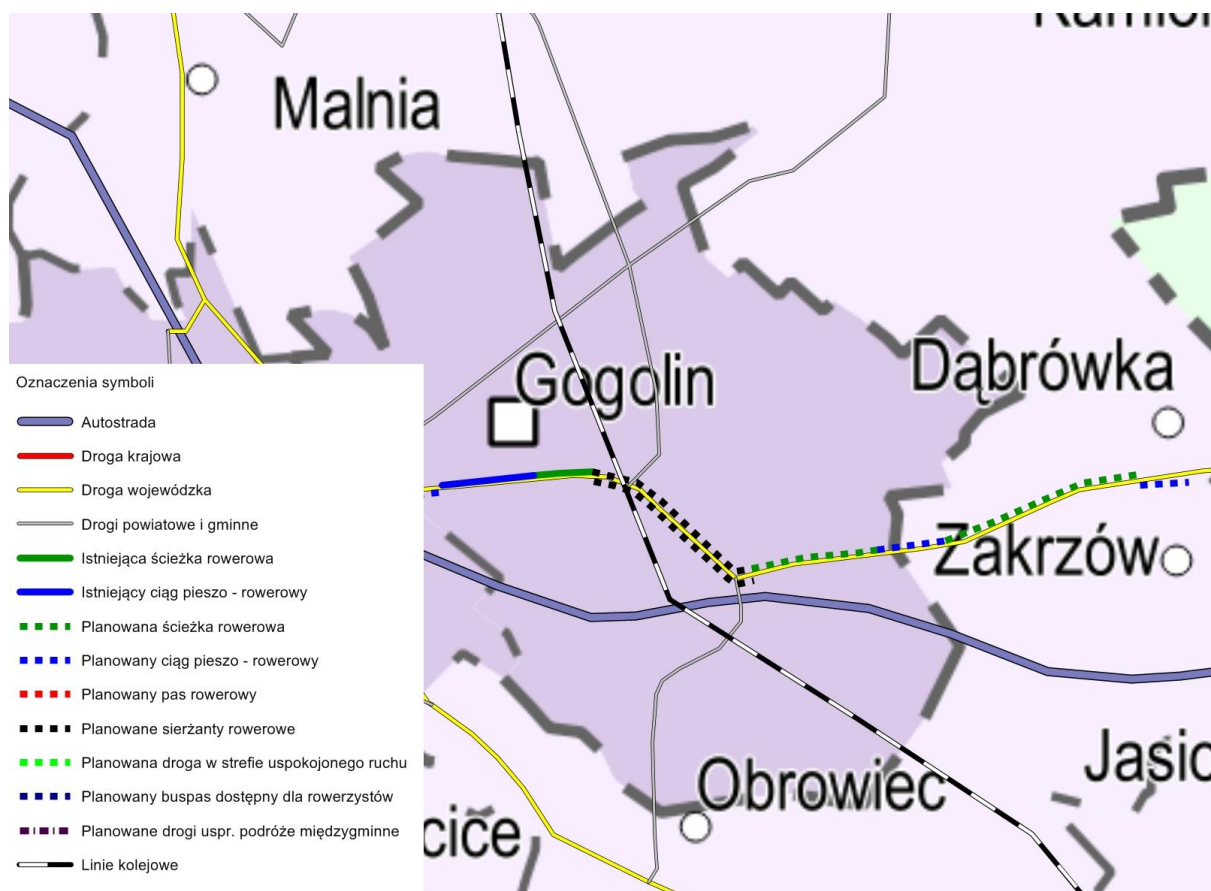 Malnia
Gogolin
Dąbrówka
Zakrzów
Obrowiec
Oznaczenia symboli
Autostrada
Droga krajowa
Droga wojewódzka
Drogi powiatowe i gminne
Istniejąca ścieżka rowerowa
Istniejący ciąg pieszo - rowerowy
Planowana ścieżka rowerowa
Planowany ciąg pieszo - rowerowy
Planowany pas rowerowy
Planowane sierżanty rowerowe
Planowana droga w strefie uspokojonego ruchu
Planowany buspas dostępny dla rowerzystów
Planowane drogi uspr. podróże międzygminne
Linie kolejowe